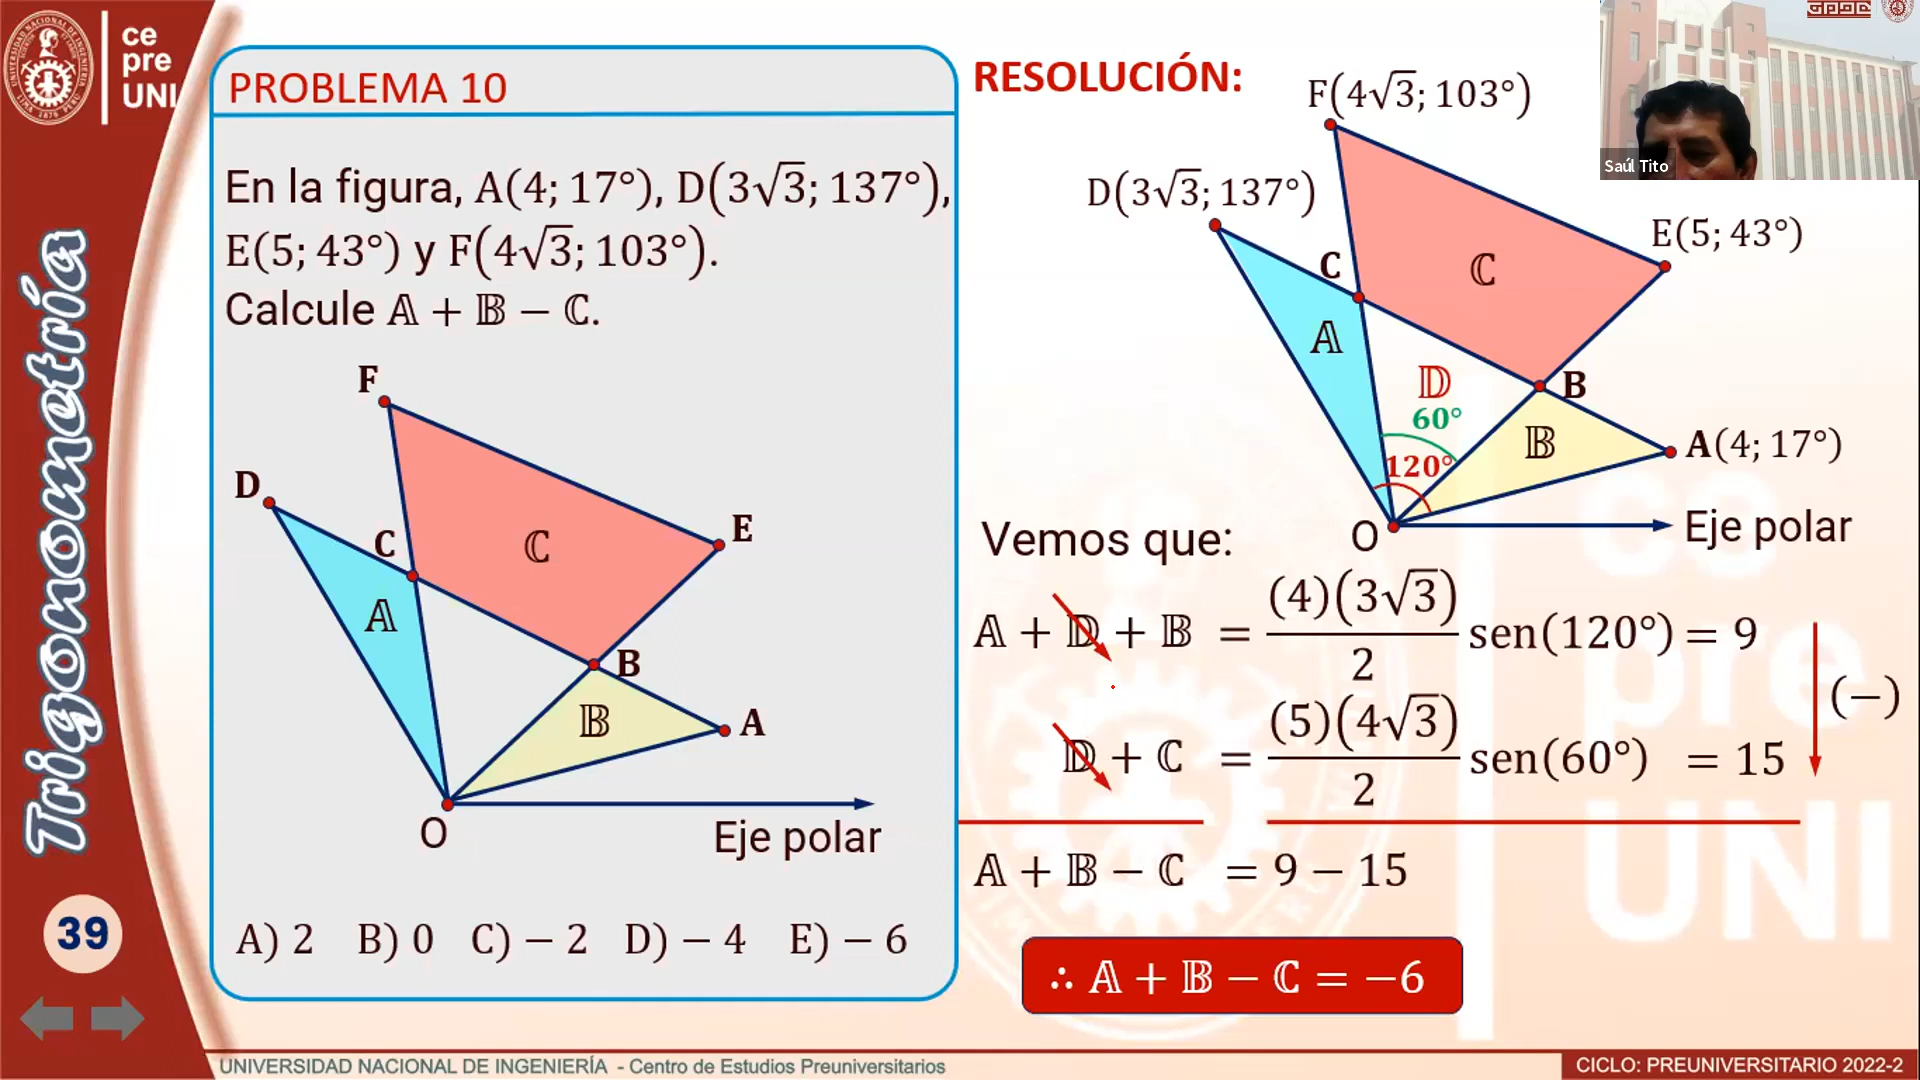 ce
pre
UNI
Trigonometría
39
PROBLEMA 10
En la figura, A(4; 17°), D(3√3; 137°),
E(5; 43°) y F(4√3; 103°).
Calcule 𝔸 + 𝔹 − ℂ.
F
D
C
ℂ
E
𝔸
B
𝔹
A
O
Eje polar
A) 2 B) 0 C) − 2 D) − 4 E) − 6
RESOLUCIÓN:
F(4√3; 103°)
D(3√3; 137°)
E(5; 43°)
C
ℂ
𝔸
𝔻
B
60°
𝔹
120°
A(4; 17°)
O
Eje polar
Vemos que:
𝔸 + 𝔻 + 𝔹 = (4)(3√3)/2 sen(120°) = 9
(−)
𝔻 + ℂ = (5)(4√3)/2 sen(60°) = 15
𝔸 + 𝔹 − ℂ = 9 − 15
∴ 𝔸 + 𝔹 − ℂ = −6
Saúl Tito
UNIVERSIDAD NACIONAL DE INGENIERÍA - Centro de Estudios Preuniversitarios
CICLO: PREUNIVERSITARIO 2022-2